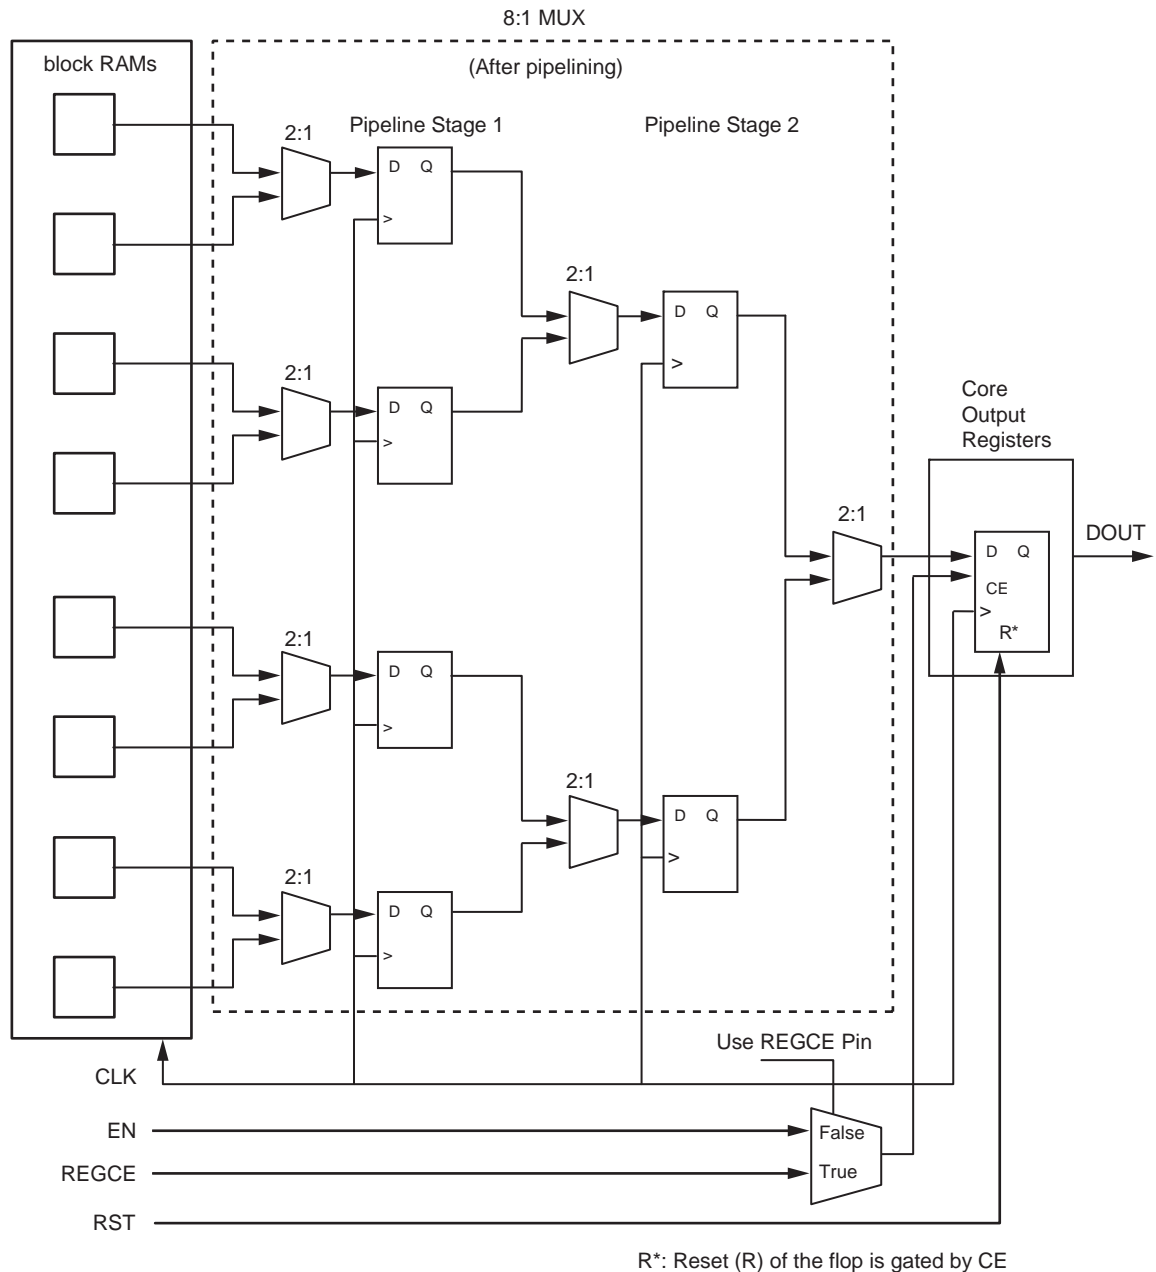 8:1 MUX
block RAMs
(After pipelining)
Pipeline Stage 1
Pipeline Stage 2
2:1
D Q
>
2:1
D Q
>
2:1
D Q
>
2:1
D Q
>
Core
Output
Registers
2:1
DOUT
D Q
CE
>
R*
2:1
D Q
>
2:1
D Q
>
2:1
D Q
>
Use REGCE Pin
CLK
EN
False
REGCE
True
RST
R*: Reset (R) of the flop is gated by CE